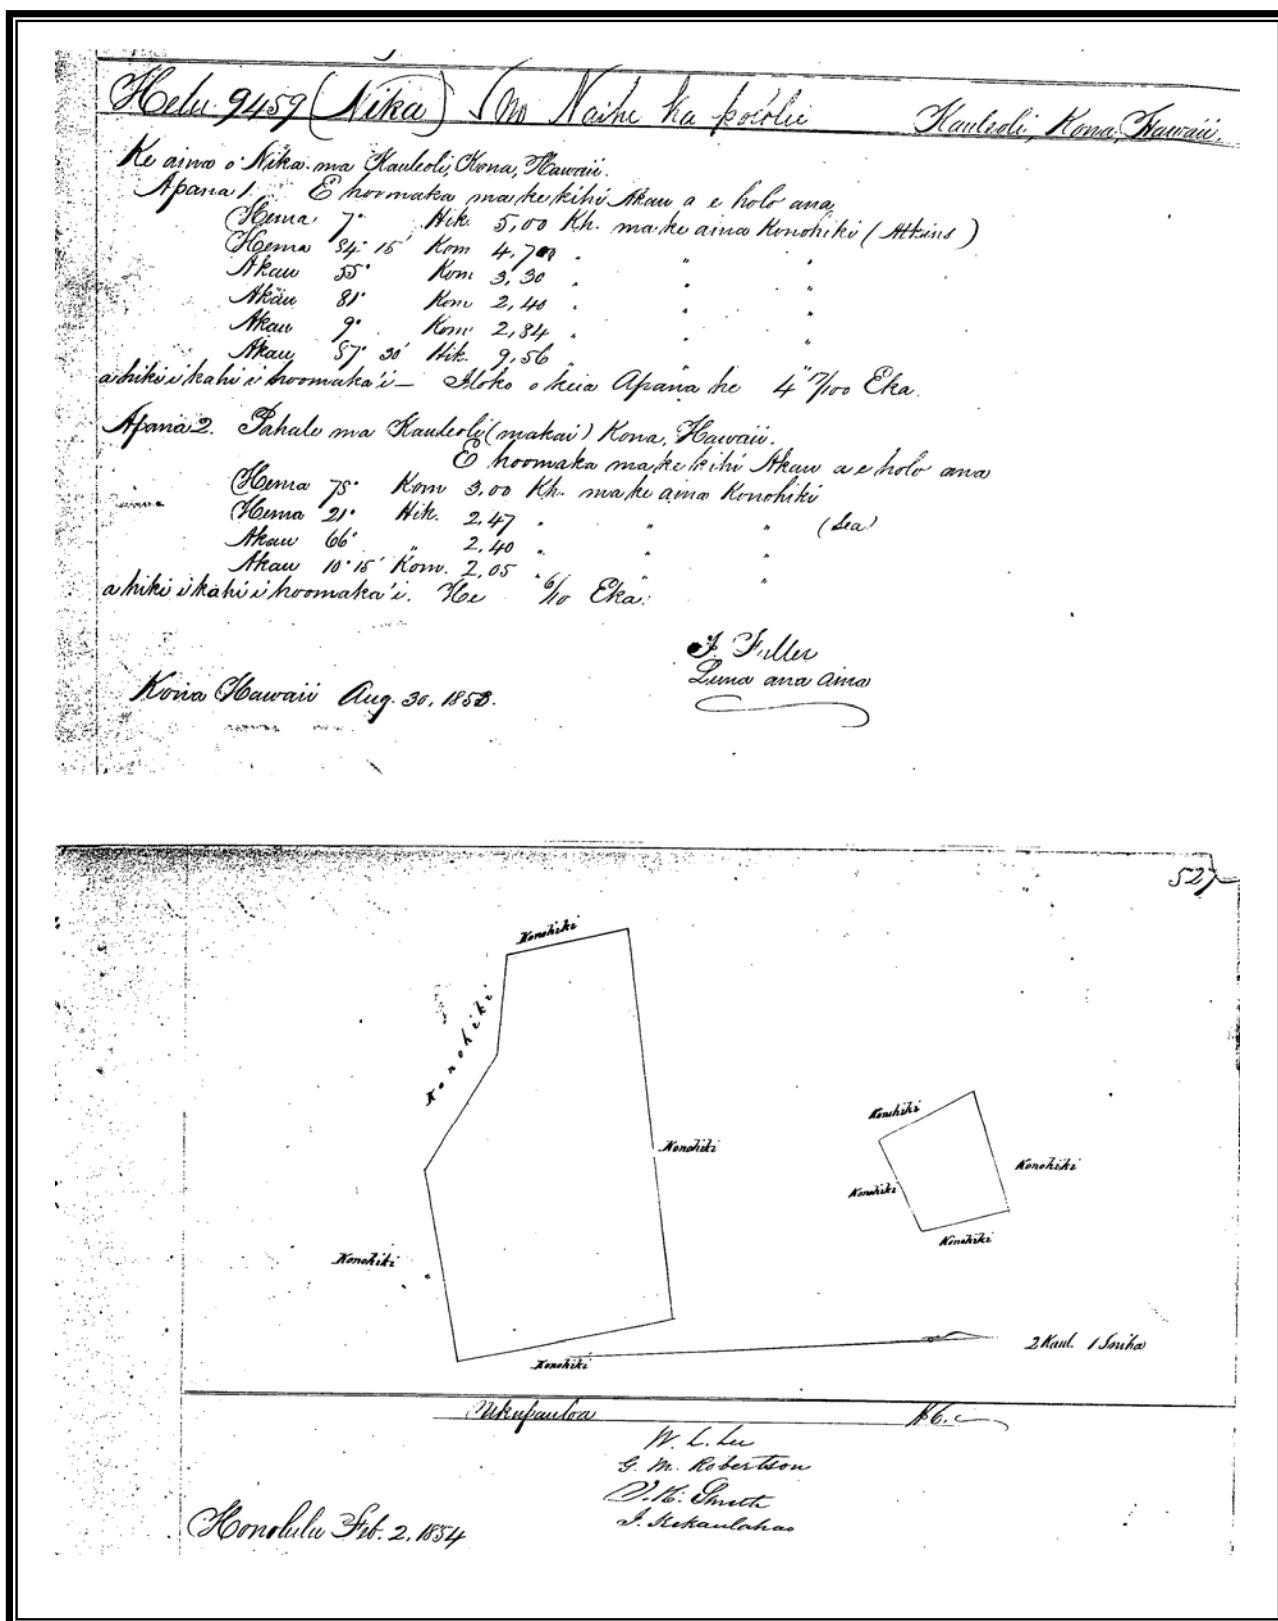 Helu 9459 (Nika) no Naihe ka kololii Kauleoli, Kona, Hawaii.
Ke aina o Nika ma Kauleoli, Kona, Hawaii.
Apana 1. E hoomaka ma ke kihi Akau a e holo ana
Hema 7° Hik. 5,00 Kh. ma ke aina Konohiki (Atkins)
Hema 84° 15' Kom 4,700 . " "
Akau 55° Kom 3,30 . " "
Akau 81° Kom 2,40 . " "
Akau 9° Kom 2,84 . " "
Akau 87° 30' Hik. 9,56 " "
a hiki i kahi i hoomaka'i — Iloko o keia Apana he 4 17/100 Eka.
Apana 2. Pahale ma Kauleoli (makai) Kona, Hawaii.
E hoomaka ma ke kihi Akau a e holo ana
Hema 75° Kom 3,00 Kh. ma ke aina Konohiki
Hema 21° Hik. 2,47 . " " (Sea)
Akau 66° " 2,40 " " "
Akau 10° 15' Kom. 2,05 " " "
a hiki i kahi i hoomaka'i. He 6/10 Eka.
J. Fuller
Luna ana aina
Kona Hawaii Aug. 30, 1853.
527
Konohiki
Konohiki
Konohiki
Konohiki
Konohiki
Konohiki
Konohiki
Konohiki
Konohiki
2 Kaul. 1 Iniha
Ukupauloa $6.
W. L. Lee
G. M. Robertson
J. H. Smith
J. Kekaulahao
Honolulu Feb. 2, 1854